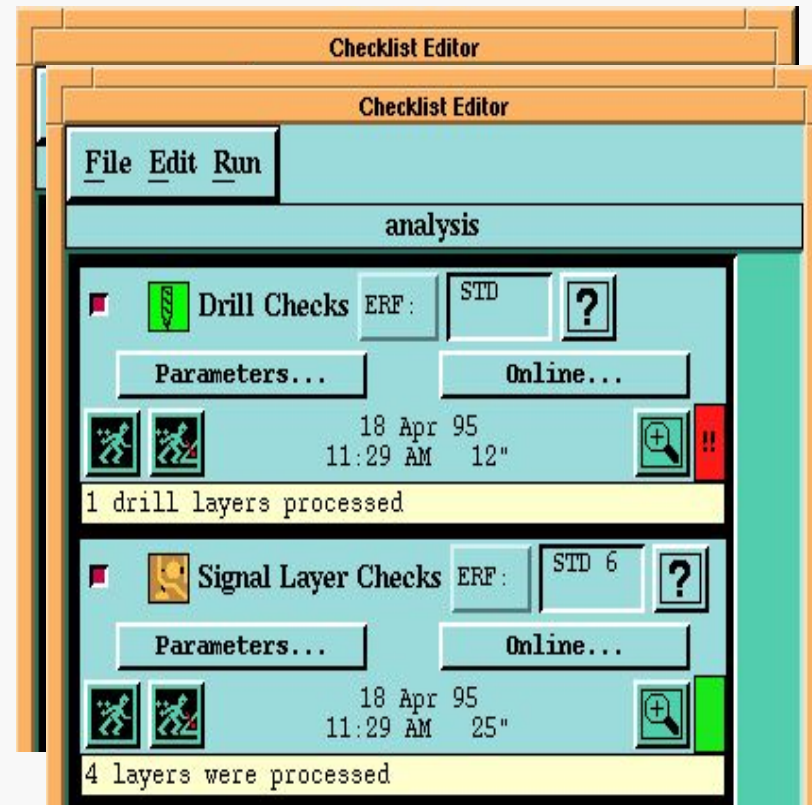 Checklist Editor
Checklist Editor
File Edit Run
analysis
Drill Checks ERF: STD ?
Parameters... Online...
18 Apr 95
11:29 AM 12"
!!
1 drill layers processed
Signal Layer Checks ERF: STD 6 ?
Parameters... Online...
18 Apr 95
11:29 AM 25"
4 layers were processed